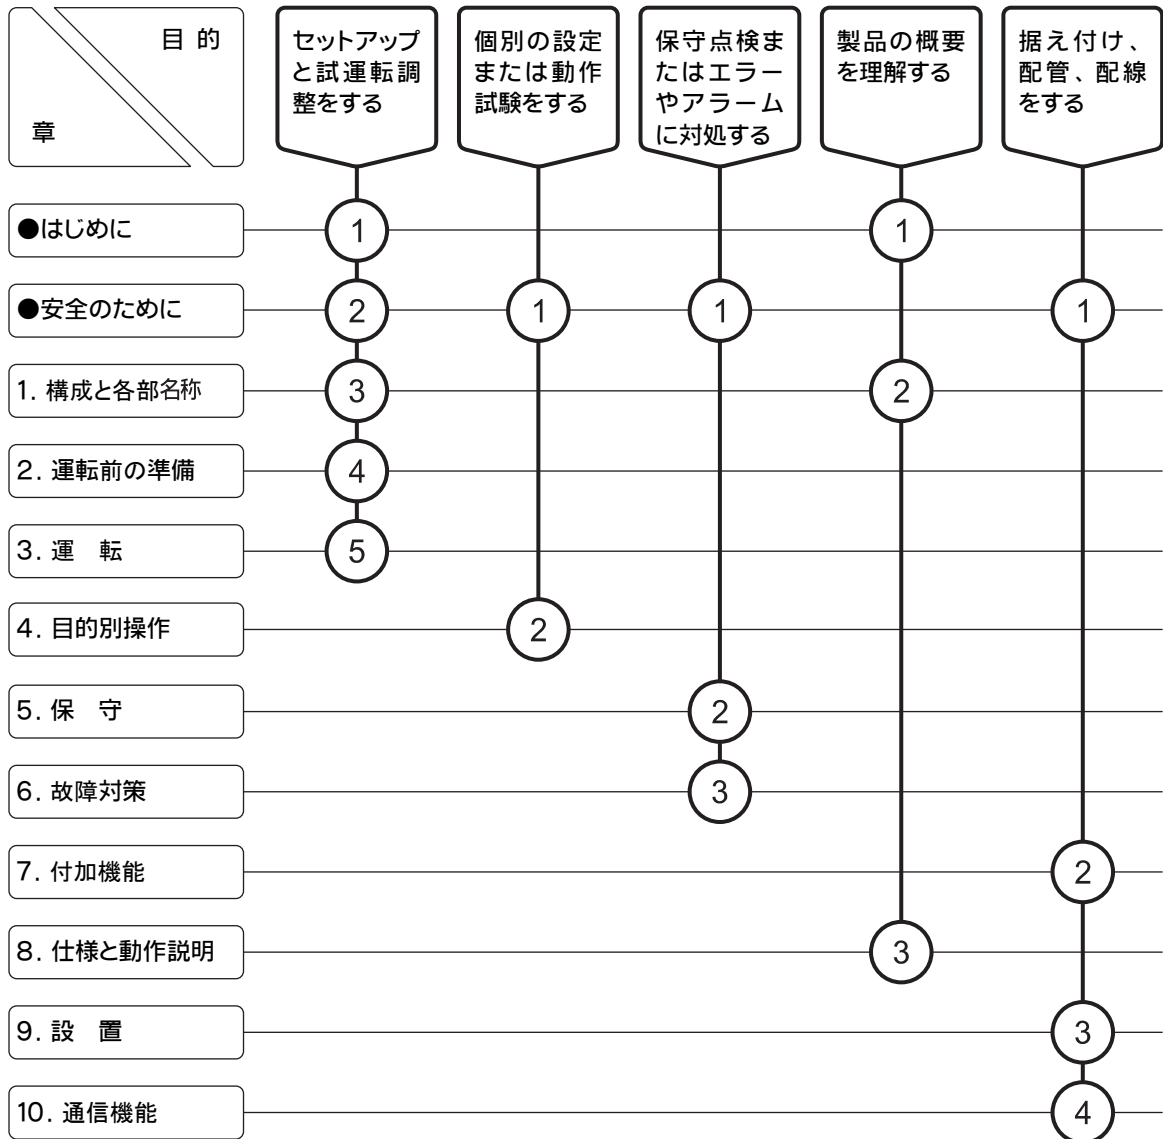 目 的
章
セットアップ
と試運転調
整をする
個別の設定
または動作
試験をする
保守点検ま
たはエラー
やアラーム
に対処する
製品の概要
を理解する
据え付け、
配管、配線
をする
●はじめに
1
1
●安全のために
2
1
1
1
1. 構成と各部名称
3
2
2. 運転前の準備
4
3. 運　転
5
4. 目的別操作
2
5. 保　守
2
6. 故障対策
3
7. 付加機能
2
8. 仕様と動作説明
3
9. 設　置
3
10. 通信機能
4